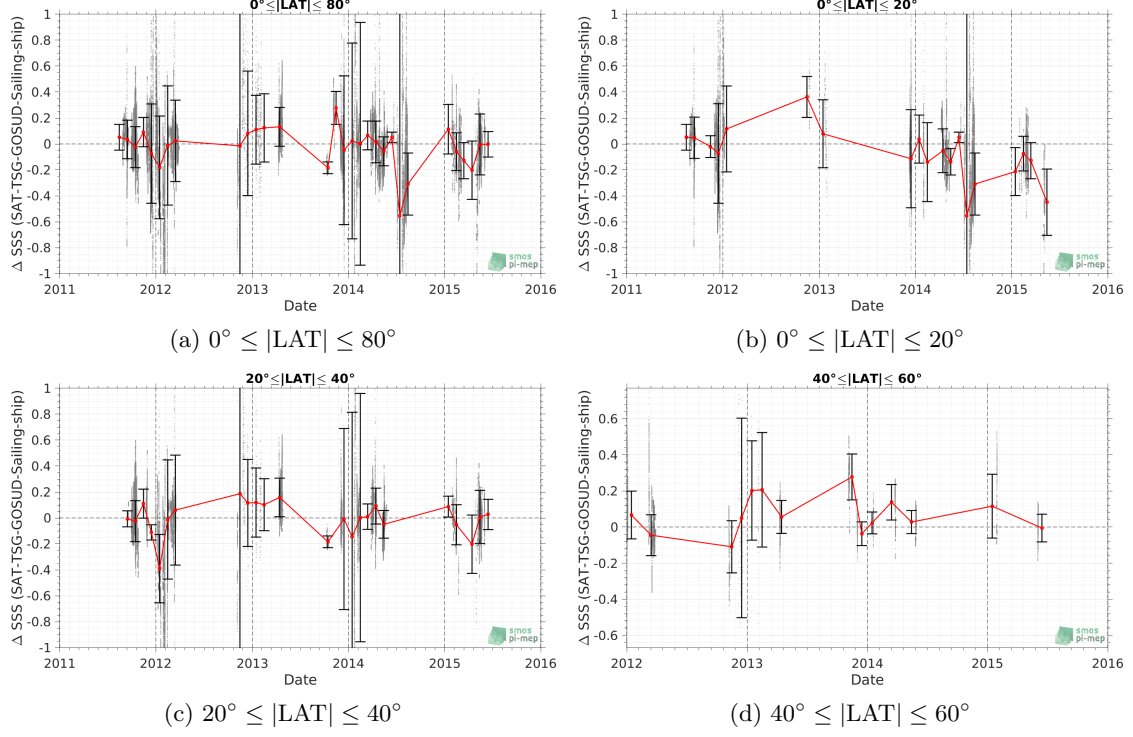 0°≤|LAT|≤ 80°
Δ SSS (SAT-TSG-GOSUD-Sailing-ship)
1
0.8
0.6
0.4
0.2
0
-0.2
-0.4
-0.6
-0.8
-1
2011 2012 2013 2014 2015 2016
Date
smos
pi-mep
(a) 0° ≤ |LAT| ≤ 80°
0°≤|LAT|≤ 20°
Δ SSS (SAT-TSG-GOSUD-Sailing-ship)
1
0.8
0.6
0.4
0.2
0
-0.2
-0.4
-0.6
-0.8
-1
2011 2012 2013 2014 2015 2016
Date
smos
pi-mep
(b) 0° ≤ |LAT| ≤ 20°
20°≤|LAT|≤ 40°
Δ SSS (SAT-TSG-GOSUD-Sailing-ship)
1
0.8
0.6
0.4
0.2
0
-0.2
-0.4
-0.6
-0.8
-1
2011 2012 2013 2014 2015 2016
Date
smos
pi-mep
(c) 20° ≤ |LAT| ≤ 40°
40°≤|LAT|≤ 60°
Δ SSS (SAT-TSG-GOSUD-Sailing-ship)
0.6
0.4
0.2
0
-0.2
-0.4
-0.6
2012 2013 2014 2015 2016
Date
smos
pi-mep
(d) 40° ≤ |LAT| ≤ 60°